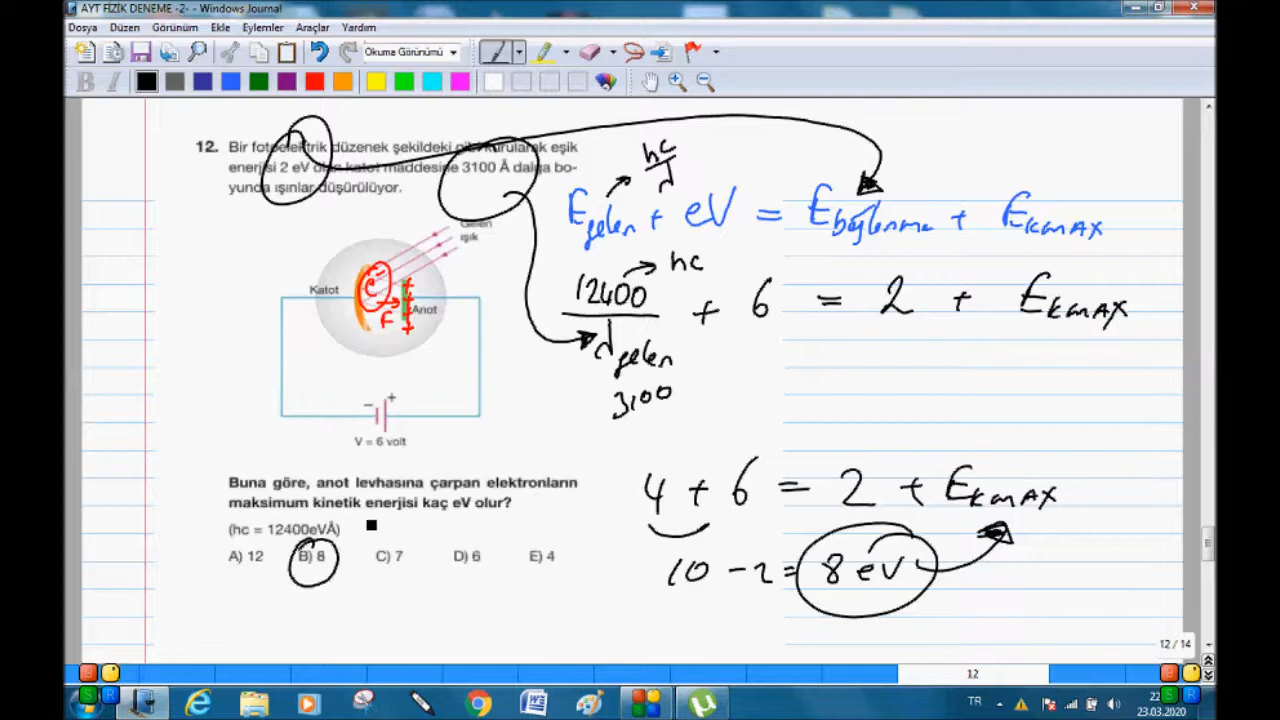 AYT FİZİK DENEME -2- - Windows Journal
Dosya Düzen Görünüm Ekle Eylemler Araçlar Yardım
Okuma Görünümü
B I
12. Bir fotoelektrik düzenek şekildeki gibi kurularak eşik
enerjisi 2 eV olan katot maddesine 3100 Å dalga bo-
yunda ışınlar düşürülüyor.
hc
λ
E gelen + eV = E bağlanma + E KMAX
Gelen
ışık
12400 → hc
λ gelen + 6 = 2 + E KMAX
3100
Katot
e-
F
Anot
- +
V = 6 volt
4 + 6 = 2 + E KMAX
10 - 2 = 8 eV
Buna göre, anot levhasına çarpan elektronların
maksimum kinetik enerjisi kaç eV olur?
(hc = 12400eVÅ)
A) 12 B) 8 C) 7 D) 6 E) 4
12 / 14
12
TR
23.03.2020